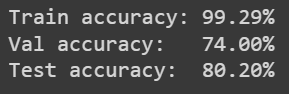 Train accuracy: 99.29%
Val accuracy: 74.00%
Test accuracy: 80.20%